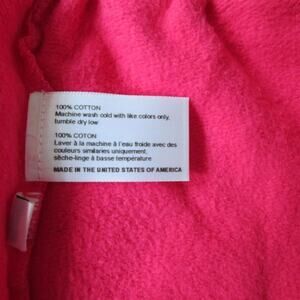 100% COTTON
Machine wash cold with like colors only,
tumble dry low
100% COTON
Laver à la machine à l'eau froide avec des
couleurs similaries uniquement,
sèche-linge à basse température
MADE IN THE UNITED STATES OF AMERICA